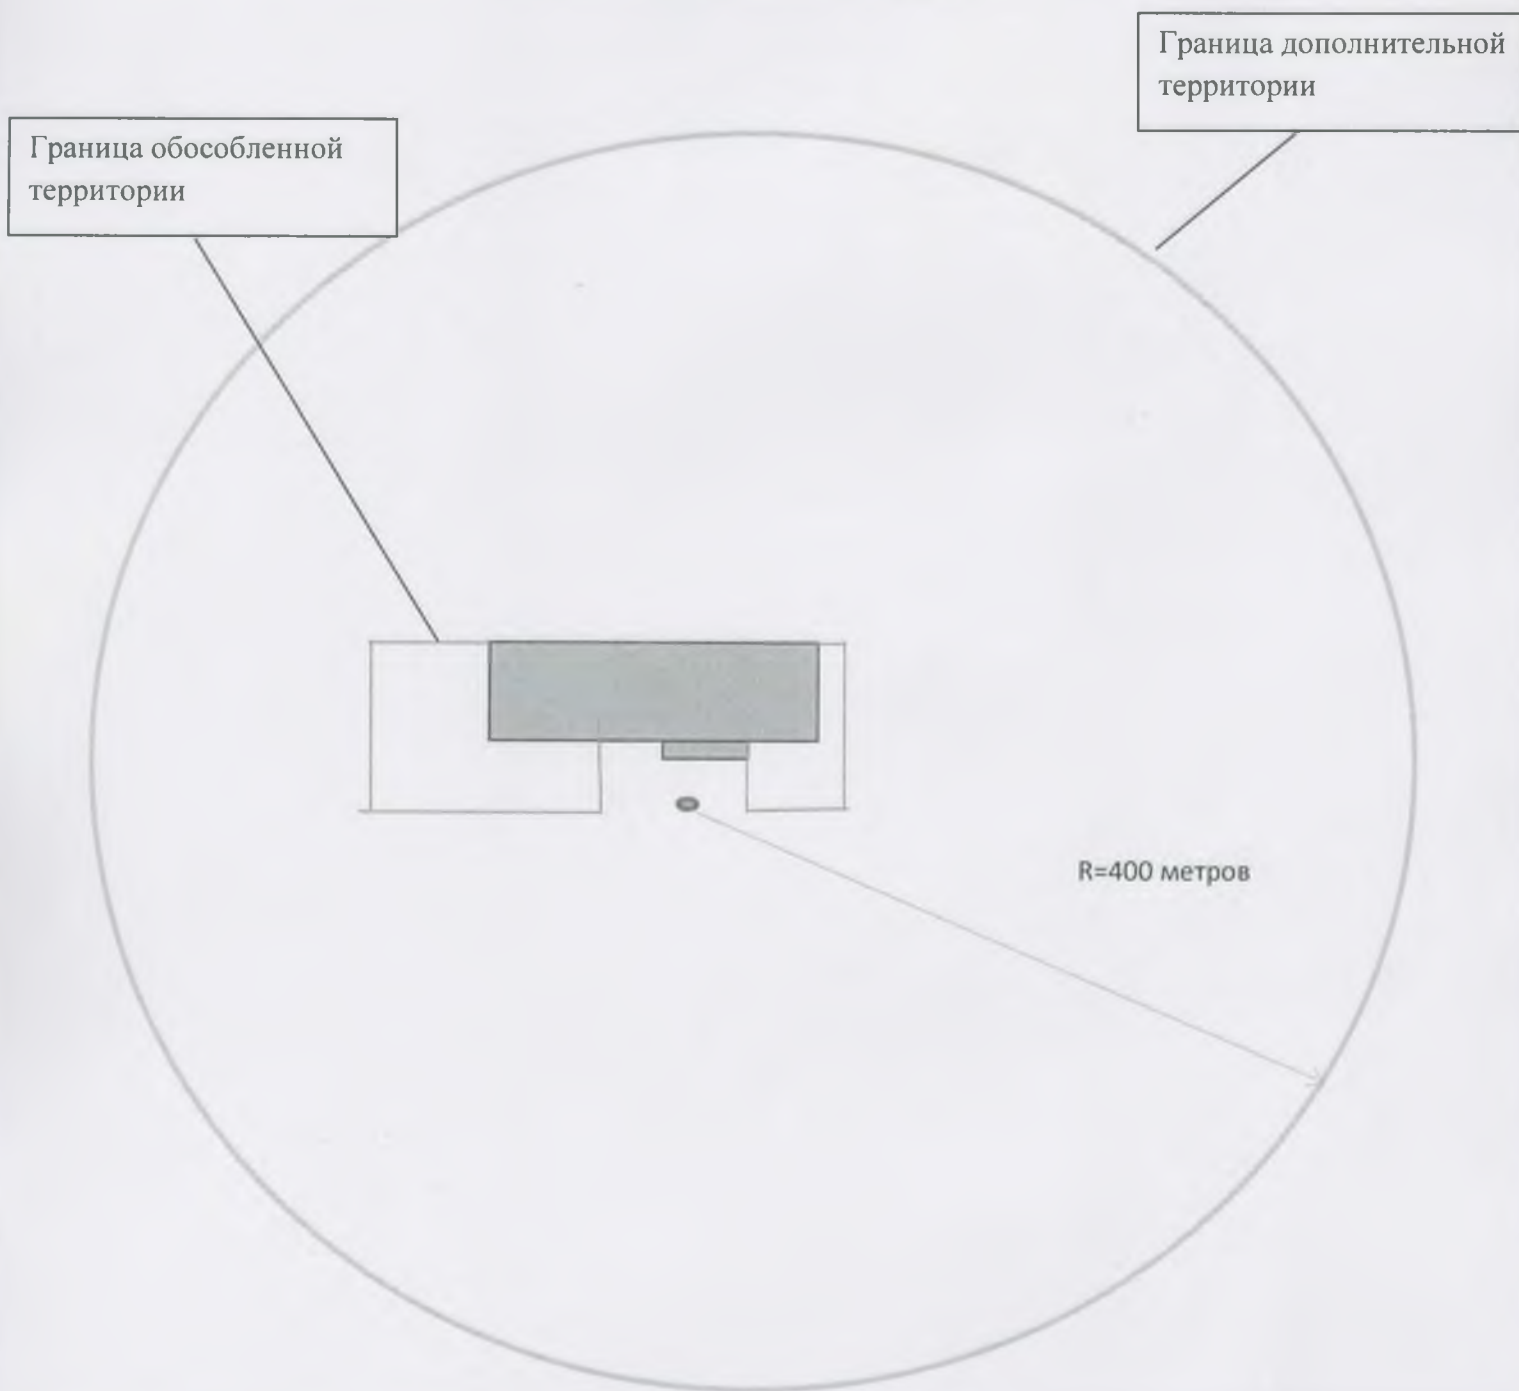 Граница дополнительной
территории
Граница обособленной
территории
R=400 метров